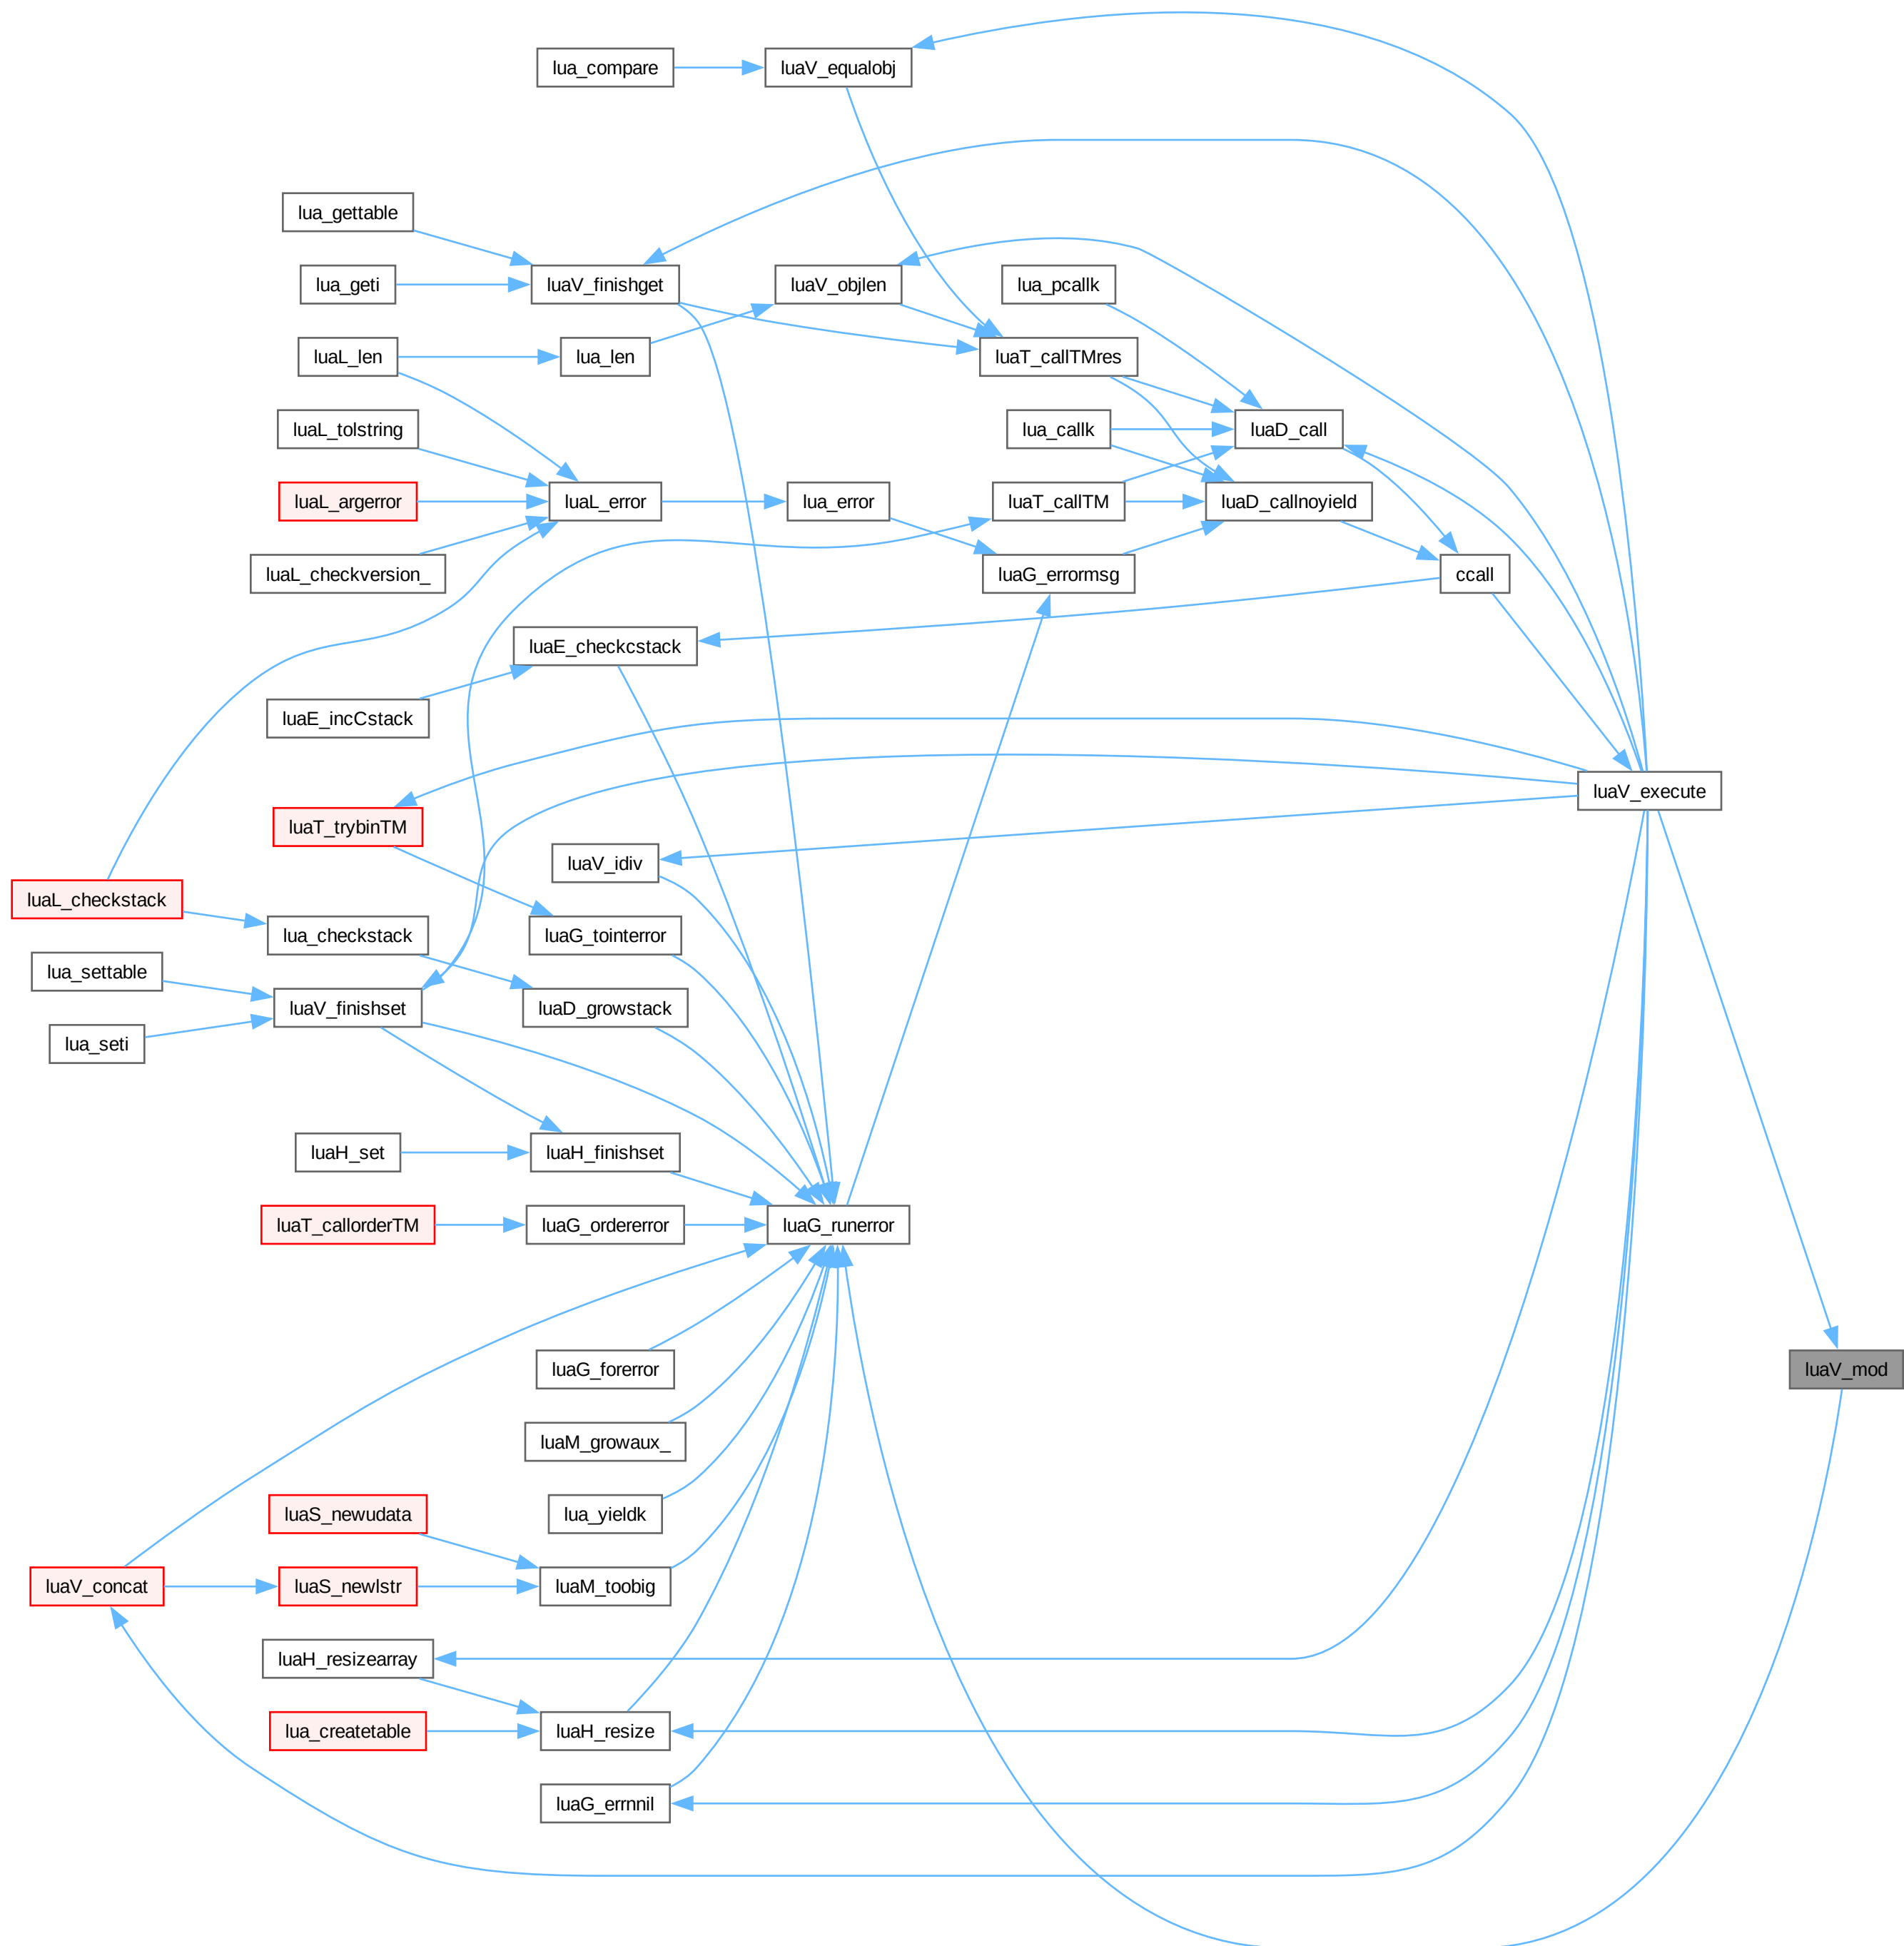 lua_compare
luaV_equalobj
lua_gettable
lua_geti
luaV_finishget
luaV_objlen
lua_pcallk
luaL_len
lua_len
luaT_callTMres
luaL_tolstring
lua_callk
luaD_call
luaL_argerror
luaL_error
lua_error
luaT_callTM
luaD_callnoyield
luaL_checkversion_
luaG_errormsg
ccall
luaE_checkcstack
luaE_incCstack
luaV_execute
luaT_trybinTM
luaV_idiv
luaL_checkstack
lua_checkstack
luaG_tointerror
lua_settable
luaV_finishset
luaD_growstack
lua_seti
luaH_set
luaH_finishset
luaT_callorderTM
luaG_ordererror
luaG_runerror
luaG_forerror
luaV_mod
luaM_growaux_
luaS_newudata
lua_yieldk
luaV_concat
luaS_newlstr
luaM_toobig
luaH_resizearray
lua_createtable
luaH_resize
luaG_errnnil